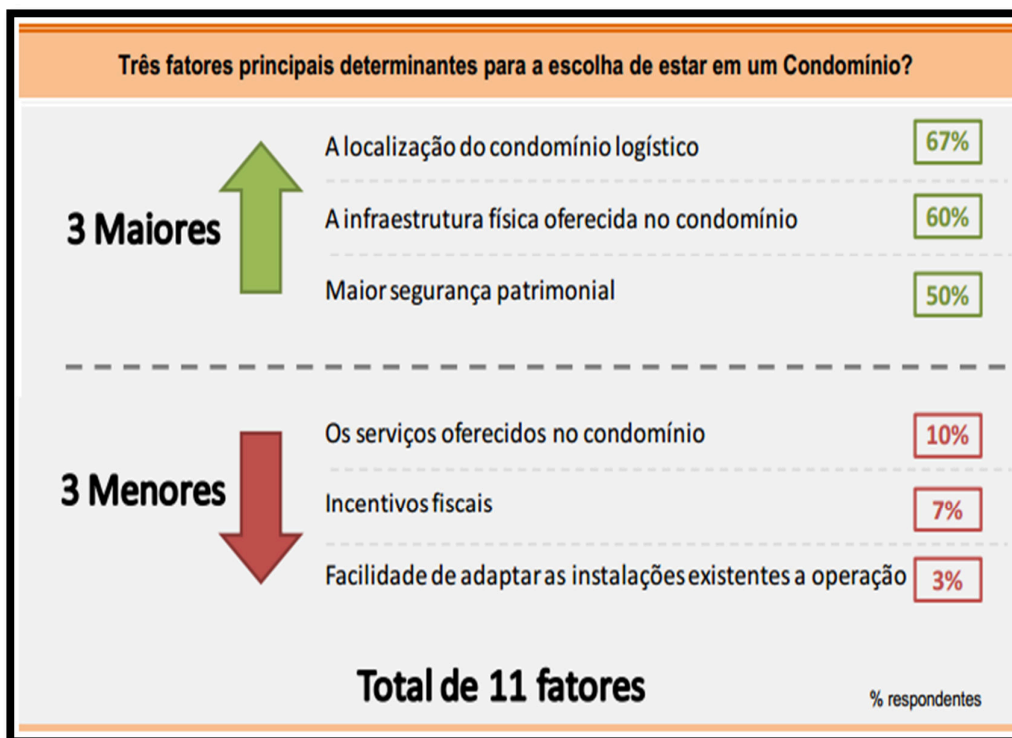 Três fatores principais determinantes para a escolha de estar em um Condomínio?
3 Maiores
A localização do condomínio logístico 67%
A infraestrutura física oferecida no condomínio 60%
Maior segurança patrimonial 50%
3 Menores
Os serviços oferecidos no condomínio 10%
Incentivos fiscais 7%
Facilidade de adaptar as instalações existentes a operação 3%
Total de 11 fatores
% respondentes